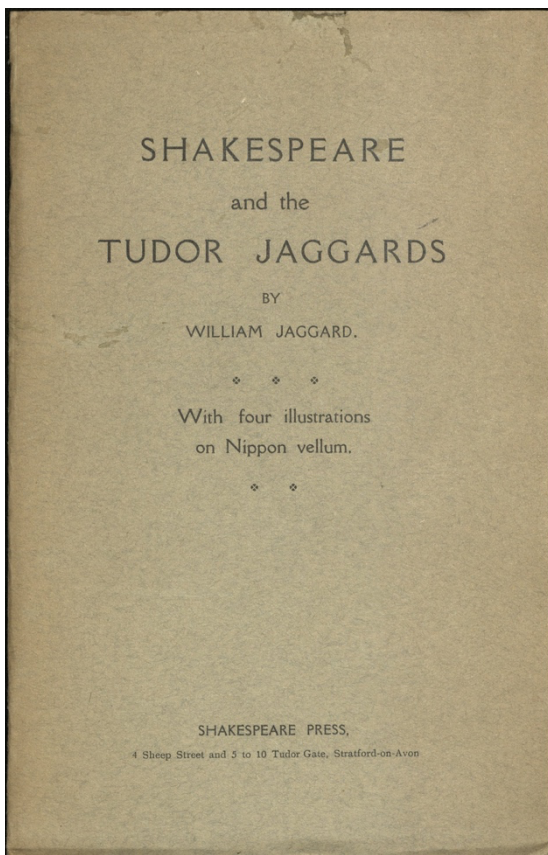 SHAKESPEARE
and the
TUDOR JAGGARDS
BY
WILLIAM JAGGARD.
With four illustrations
on Nippon vellum.
SHAKESPEARE PRESS,
4 Sheep Street and 5 to 10 Tudor Gate, Stratford-on-Avon